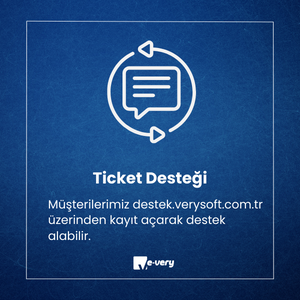 Ticket Desteği
Müşterilerimiz destek.verysoft.com.tr
üzerinden kayıt açarak destek
alabilir.
e-very